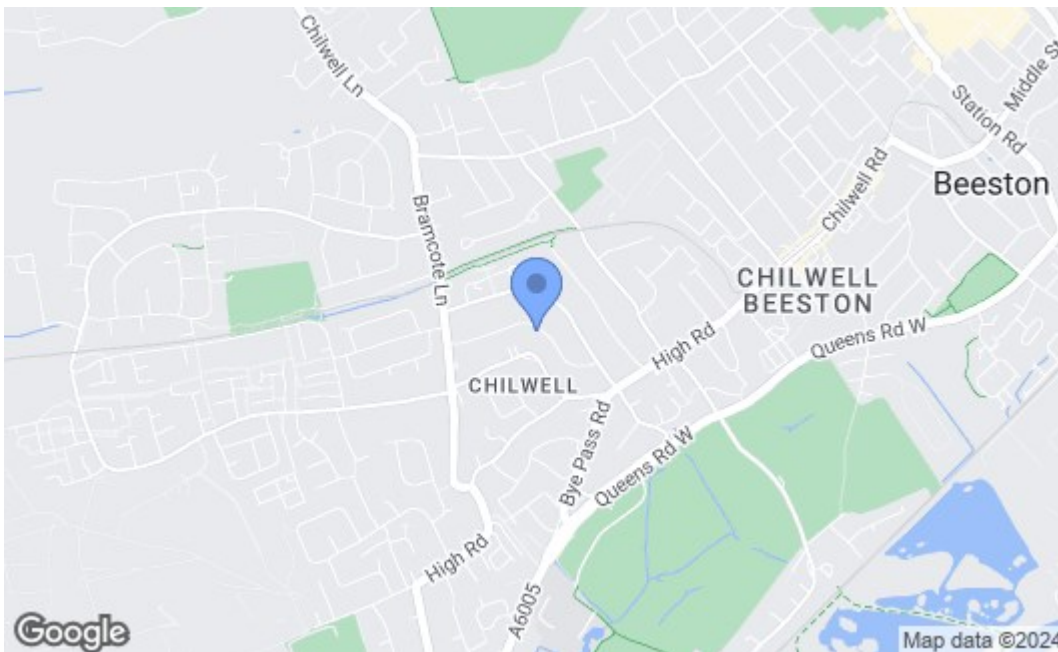 Chilwell Ln
Middle St
Station Rd
Beeston
Chilwell Rd
Bramcote Ln
CHILWELL
BEESTON
Queens Rd W
High Rd
CHILWELL
Bye Pass Rd
Queens Rd W
High Rd
A6005
Google
Map data ©2024